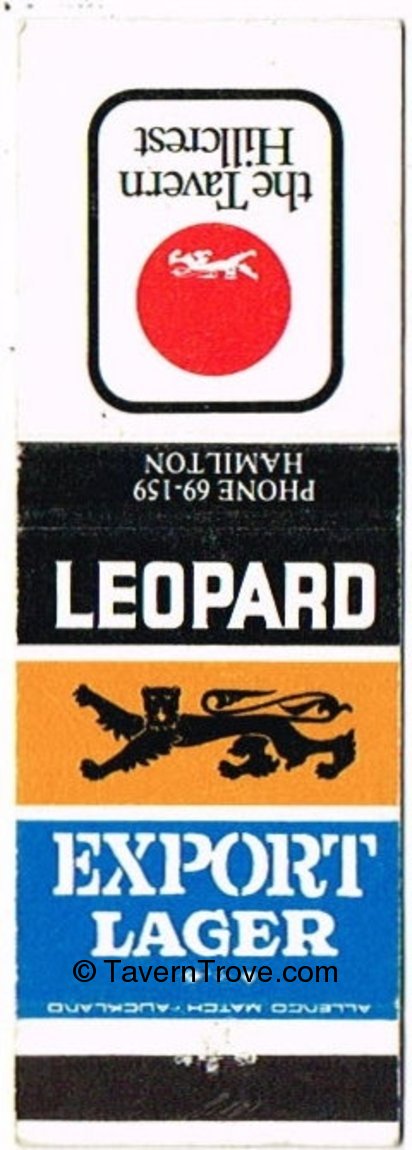 the Tavern
Hillcrest
PHONE 69-159
HAMILTON
LEOPARD
EXPORT
LAGER
© TavernTrove.com
ALLENCO MATCH - AUCKLAND